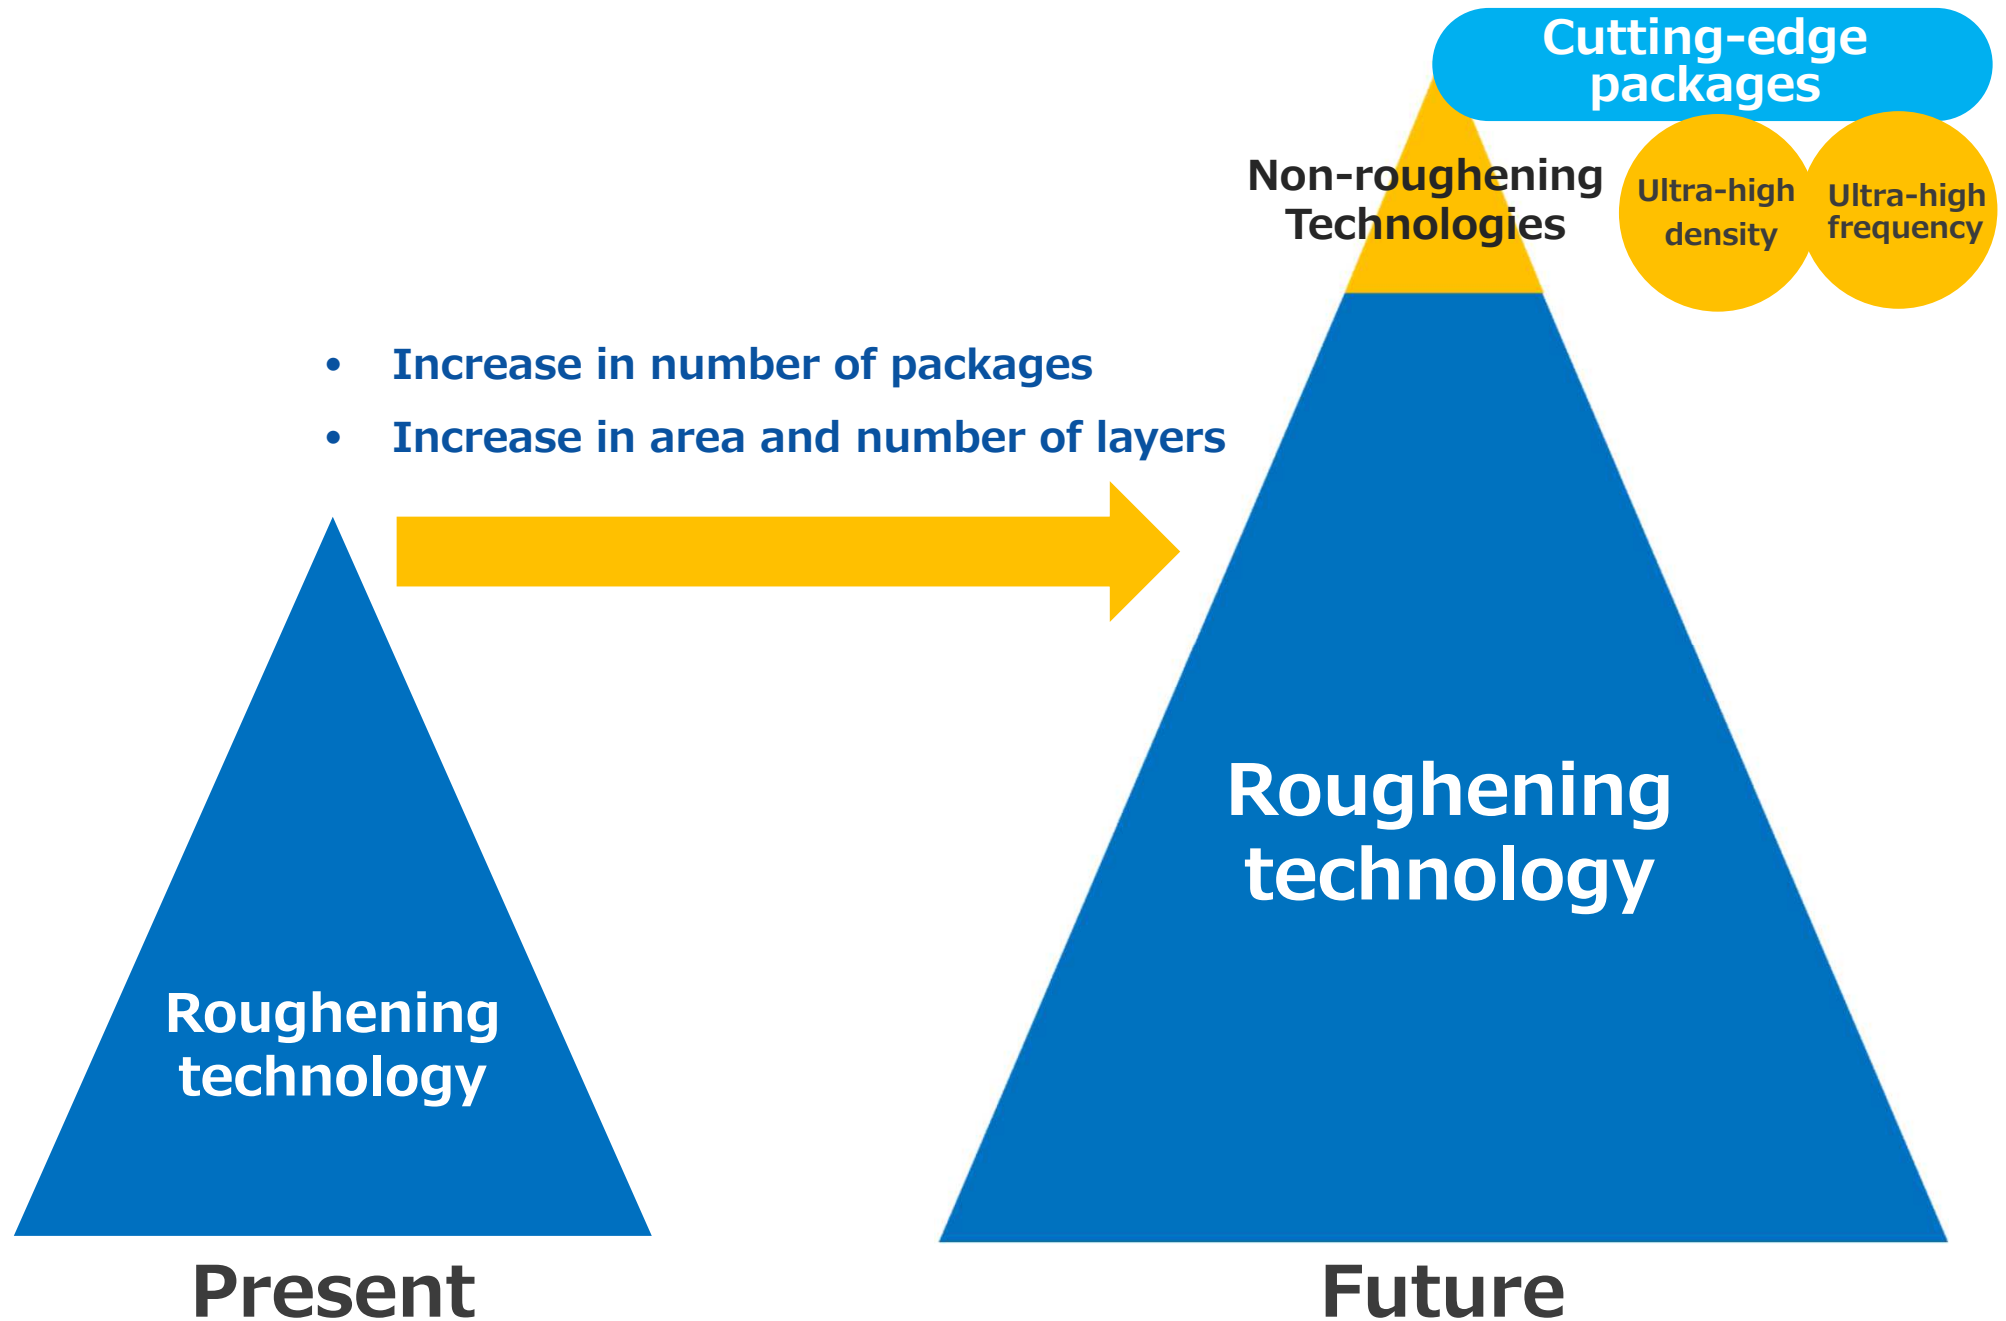 Cutting-edge
packages
Non-roughening
Technologies
Ultra-high
density
Ultra-high
frequency
• Increase in number of packages
• Increase in area and number of layers
Roughening
technology
Roughening
technology
Present
Future